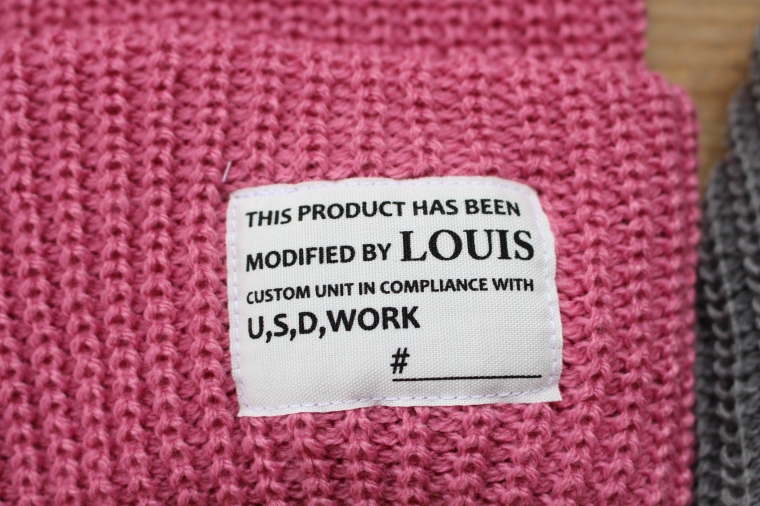 THIS PRODUCT HAS BEEN
MODIFIED BY LOUIS
CUSTOM UNIT IN COMPLIANCE WITH
U,S,D,WORK
#